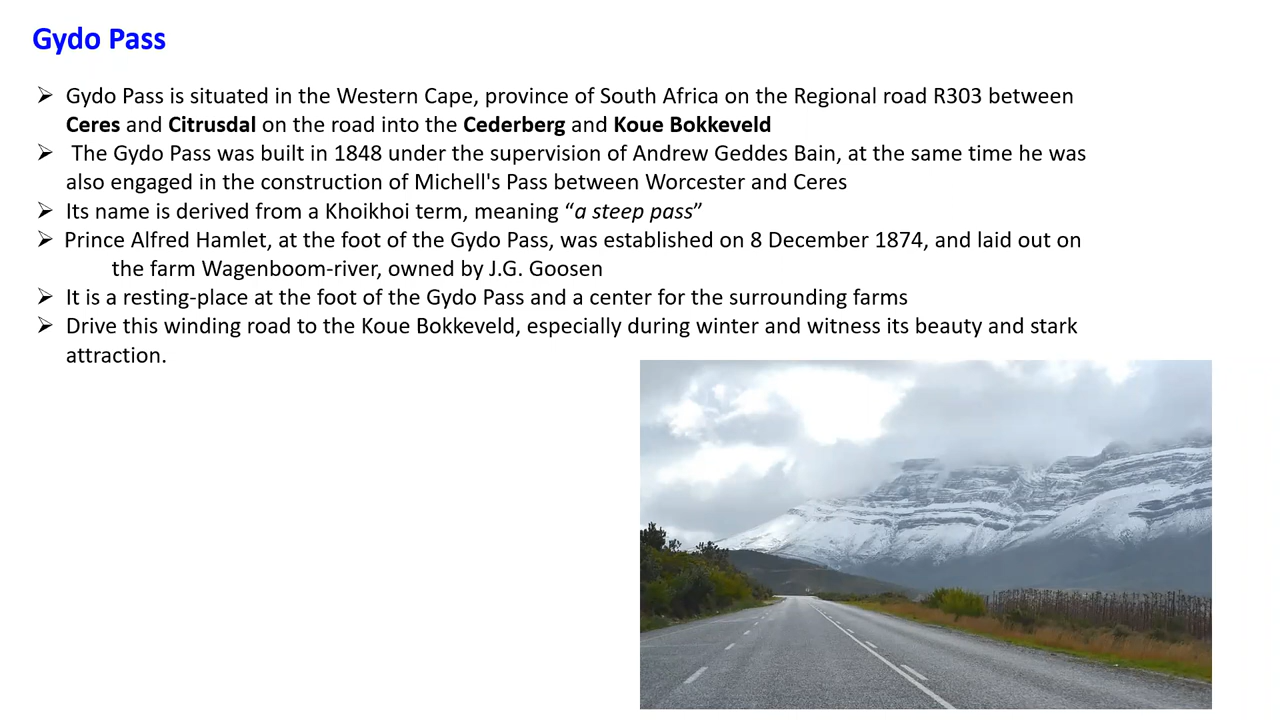 Gydo Pass
➢ Gydo Pass is situated in the Western Cape, province of South Africa on the Regional road R303 between
Ceres and Citrusdal on the road into the Cederberg and Koue Bokkeveld
➢ The Gydo Pass was built in 1848 under the supervision of Andrew Geddes Bain, at the same time he was
also engaged in the construction of Michell's Pass between Worcester and Ceres
➢ Its name is derived from a Khoikhoi term, meaning “a steep pass”
➢ Prince Alfred Hamlet, at the foot of the Gydo Pass, was established on 8 December 1874, and laid out on
the farm Wagenboom-river, owned by J.G. Goosen
➢ It is a resting-place at the foot of the Gydo Pass and a center for the surrounding farms
➢ Drive this winding road to the Koue Bokkeveld, especially during winter and witness its beauty and stark
attraction.